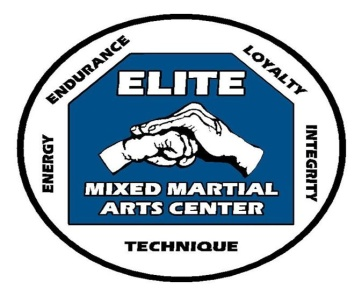 ENERGY
ENDURANCE
LOYALTY
INTEGRITY
ELITE
MIXED MARTIAL
ARTS CENTER
TECHNIQUE